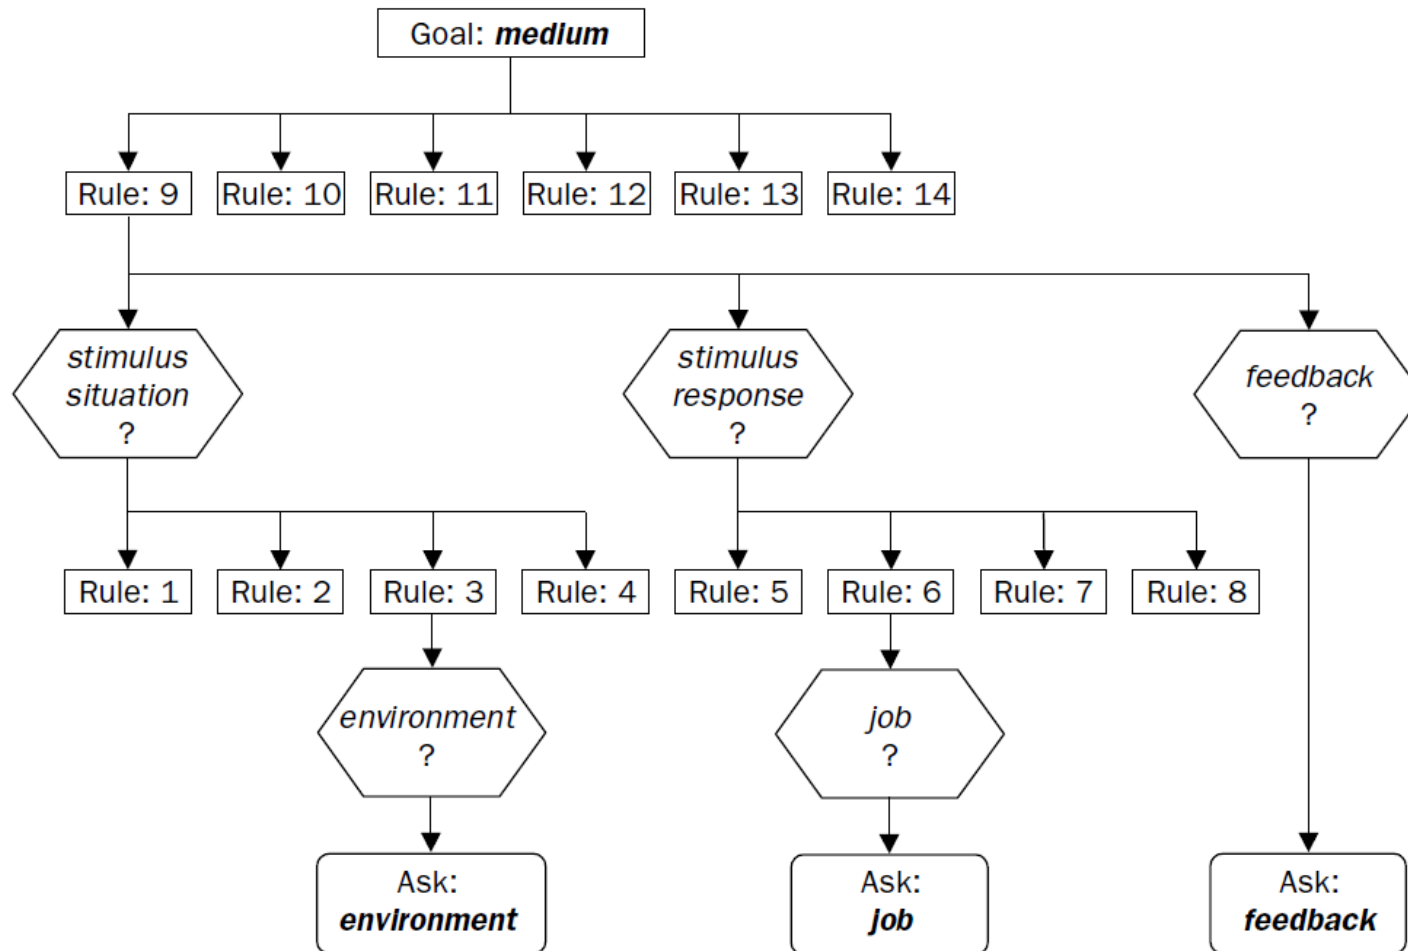 Goal: medium
Rule: 9
Rule: 10
Rule: 11
Rule: 12
Rule: 13
Rule: 14
stimulus
situation
?
stimulus
response
?
feedback
?
Rule: 1
Rule: 2
Rule: 3
Rule: 4
Rule: 5
Rule: 6
Rule: 7
Rule: 8
environment
?
job
?
Ask:
environment
Ask:
job
Ask:
feedback